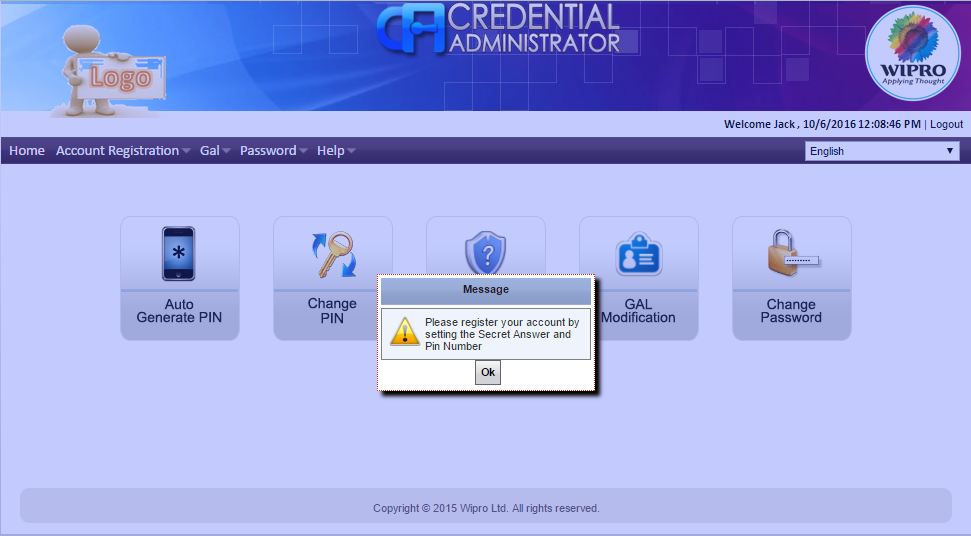 Logo
CREDENTIAL
ADMINISTRATOR
WIPRO
Applying Thought
Welcome Jack , 10/6/2016 12:08:46 PM | Logout
Home Account Registration Gal Password Help
English
Auto
Generate PIN
Change
PIN
?
GAL
Modification
Change
Password
Message
Please register your account by
setting the Secret Answer and
Pin Number
Ok
Copyright © 2015 Wipro Ltd. All rights reserved.